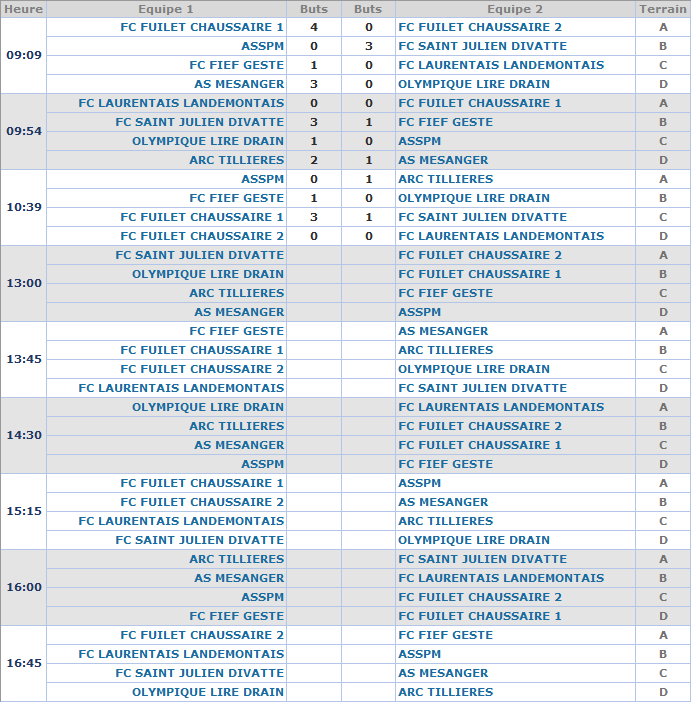 Heure Equipe 1 Buts Buts Equipe 2 Terrain
09:09
FC FUILET CHAUSSAIRE 1 4 0 FC FUILET CHAUSSAIRE 2 A
ASSPM 0 3 FC SAINT JULIEN DIVATTE B
FC FIEF GESTE 1 0 FC LAURENTAIS LANDEMONTAIS C
AS MESANGER 3 0 OLYMPIQUE LIRE DRAIN D
09:54
FC LAURENTAIS LANDEMONTAIS 0 0 FC FUILET CHAUSSAIRE 1 A
FC SAINT JULIEN DIVATTE 3 1 FC FIEF GESTE B
OLYMPIQUE LIRE DRAIN 1 0 ASSPM C
ARC TILLIERES 2 1 AS MESANGER D
10:39
ASSPM 0 1 ARC TILLIERES A
FC FIEF GESTE 1 0 OLYMPIQUE LIRE DRAIN B
FC FUILET CHAUSSAIRE 1 3 1 FC SAINT JULIEN DIVATTE C
FC FUILET CHAUSSAIRE 2 0 0 FC LAURENTAIS LANDEMONTAIS D
13:00
FC SAINT JULIEN DIVATTE FC FUILET CHAUSSAIRE 2 A
OLYMPIQUE LIRE DRAIN FC FUILET CHAUSSAIRE 1 B
ARC TILLIERES FC FIEF GESTE C
AS MESANGER ASSPM D
13:45
FC FIEF GESTE AS MESANGER A
FC FUILET CHAUSSAIRE 1 ARC TILLIERES B
FC FUILET CHAUSSAIRE 2 OLYMPIQUE LIRE DRAIN C
FC LAURENTAIS LANDEMONTAIS FC SAINT JULIEN DIVATTE D
14:30
OLYMPIQUE LIRE DRAIN FC LAURENTAIS LANDEMONTAIS A
ARC TILLIERES FC FUILET CHAUSSAIRE 2 B
AS MESANGER FC FUILET CHAUSSAIRE 1 C
ASSPM FC FIEF GESTE D
15:15
FC FUILET CHAUSSAIRE 1 ASSPM A
FC FUILET CHAUSSAIRE 2 AS MESANGER B
FC LAURENTAIS LANDEMONTAIS ARC TILLIERES C
FC SAINT JULIEN DIVATTE OLYMPIQUE LIRE DRAIN D
16:00
ARC TILLIERES FC SAINT JULIEN DIVATTE A
AS MESANGER FC LAURENTAIS LANDEMONTAIS B
ASSPM FC FUILET CHAUSSAIRE 2 C
FC FIEF GESTE FC FUILET CHAUSSAIRE 1 D
16:45
FC FUILET CHAUSSAIRE 2 FC FIEF GESTE A
FC LAURENTAIS LANDEMONTAIS ASSPM B
FC SAINT JULIEN DIVATTE AS MESANGER C
OLYMPIQUE LIRE DRAIN ARC TILLIERES D